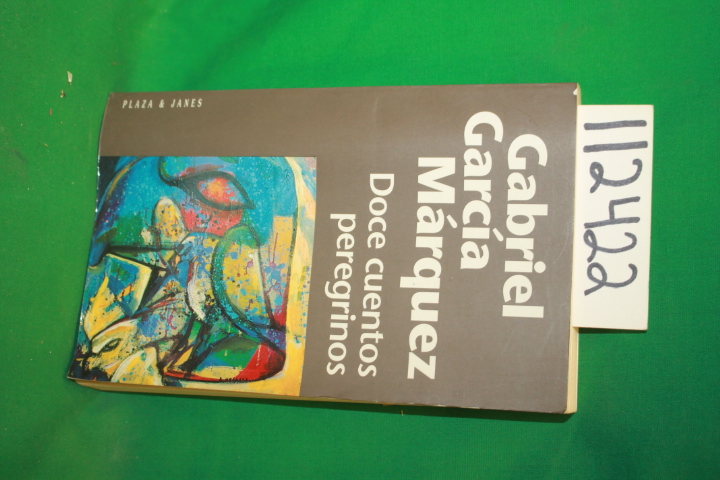 Gabriel
García
Márquez
Doce cuentos
peregrinos
PLAZA & JANES
112422